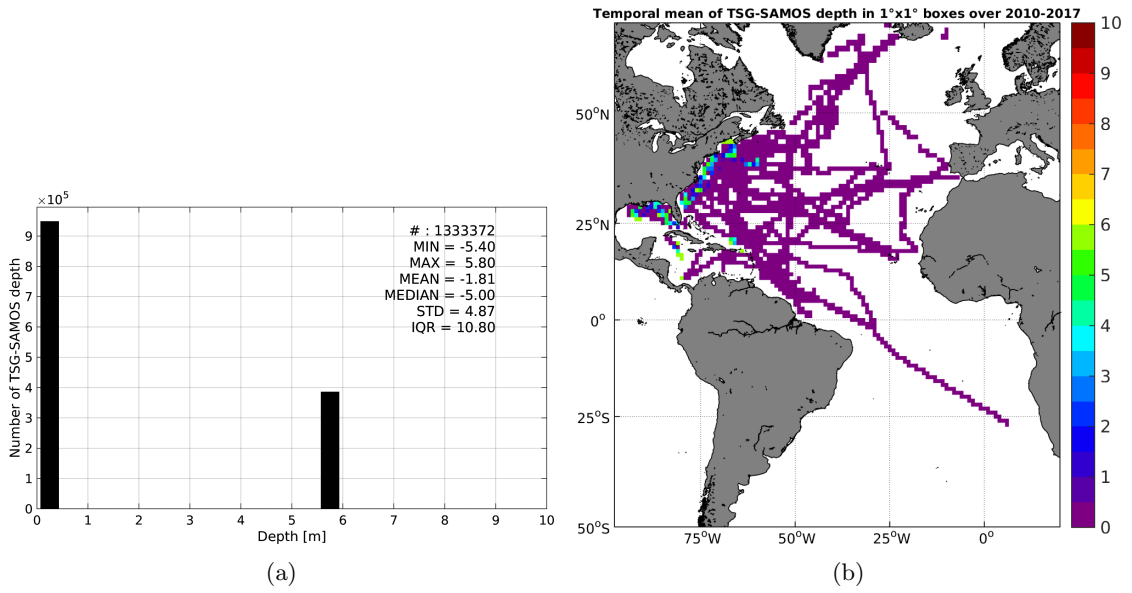 ×10⁵
9
8
7
6
5
4
3
2
1
0
Number of TSG-SAMOS depth
# : 1333372
MIN = -5.40
MAX = 5.80
MEAN = -1.81
MEDIAN = -5.00
STD = 4.87
IQR = 10.80
0 1 2 3 4 5 6 7 8 9 10
Depth [m]
(a)
Temporal mean of TSG-SAMOS depth in 1°x1° boxes over 2010-2017
50°N
25°N
0°
25°S
50°S
75°W 50°W 25°W 0°
10
9
8
7
6
5
4
3
2
1
0
(b)